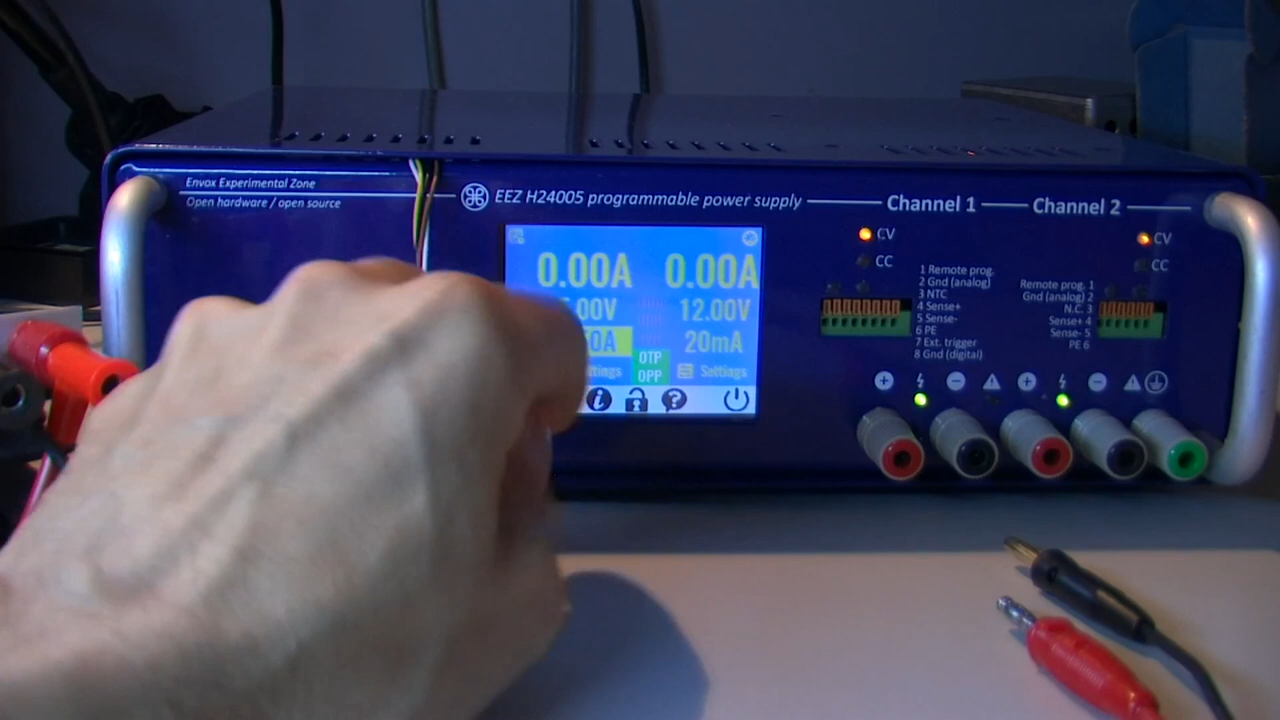 Envox Experimental Zone
Open hardware / open source
EEZ H24005 programmable power supply
Channel 1
Channel 2
0.00A
0.00A
.00V
12.00V
0A
20mA
OTP
OPP
Settings
CV
CC
CV
CC
1 Remote prog.
2 Gnd (analog)
3 NTC
4 Sense+
5 Sense-
6 PE
7 Ext. trigger
8 Gnd (digital)
Remote prog. 1
Gnd (analog) 2
N.C. 3
Sense+ 4
Sense- 5
PE 6